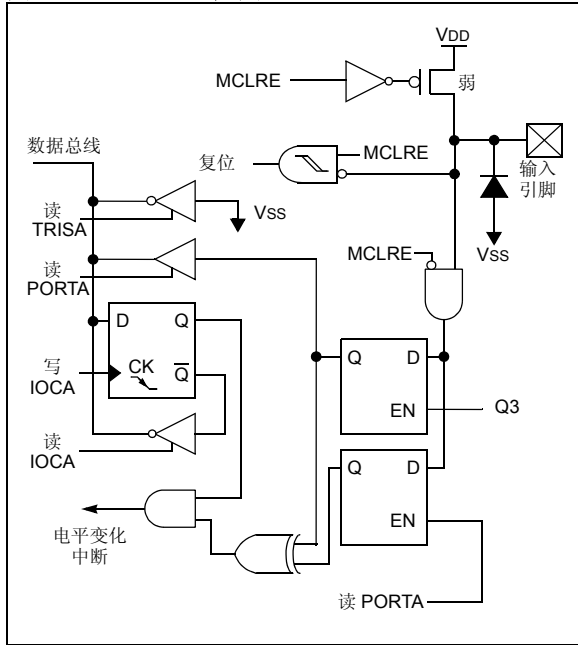 VDD
MCLRE
弱
数据总线
复位
MCLRE
输入
引脚
读
TRISA
VSS
VSS
读
PORTA
MCLRE
D
Q
Q
D
写
IOCA
CK
Q
EN
Q3
读
IOCA
Q
D
EN
电平变化
中断
读 PORTA